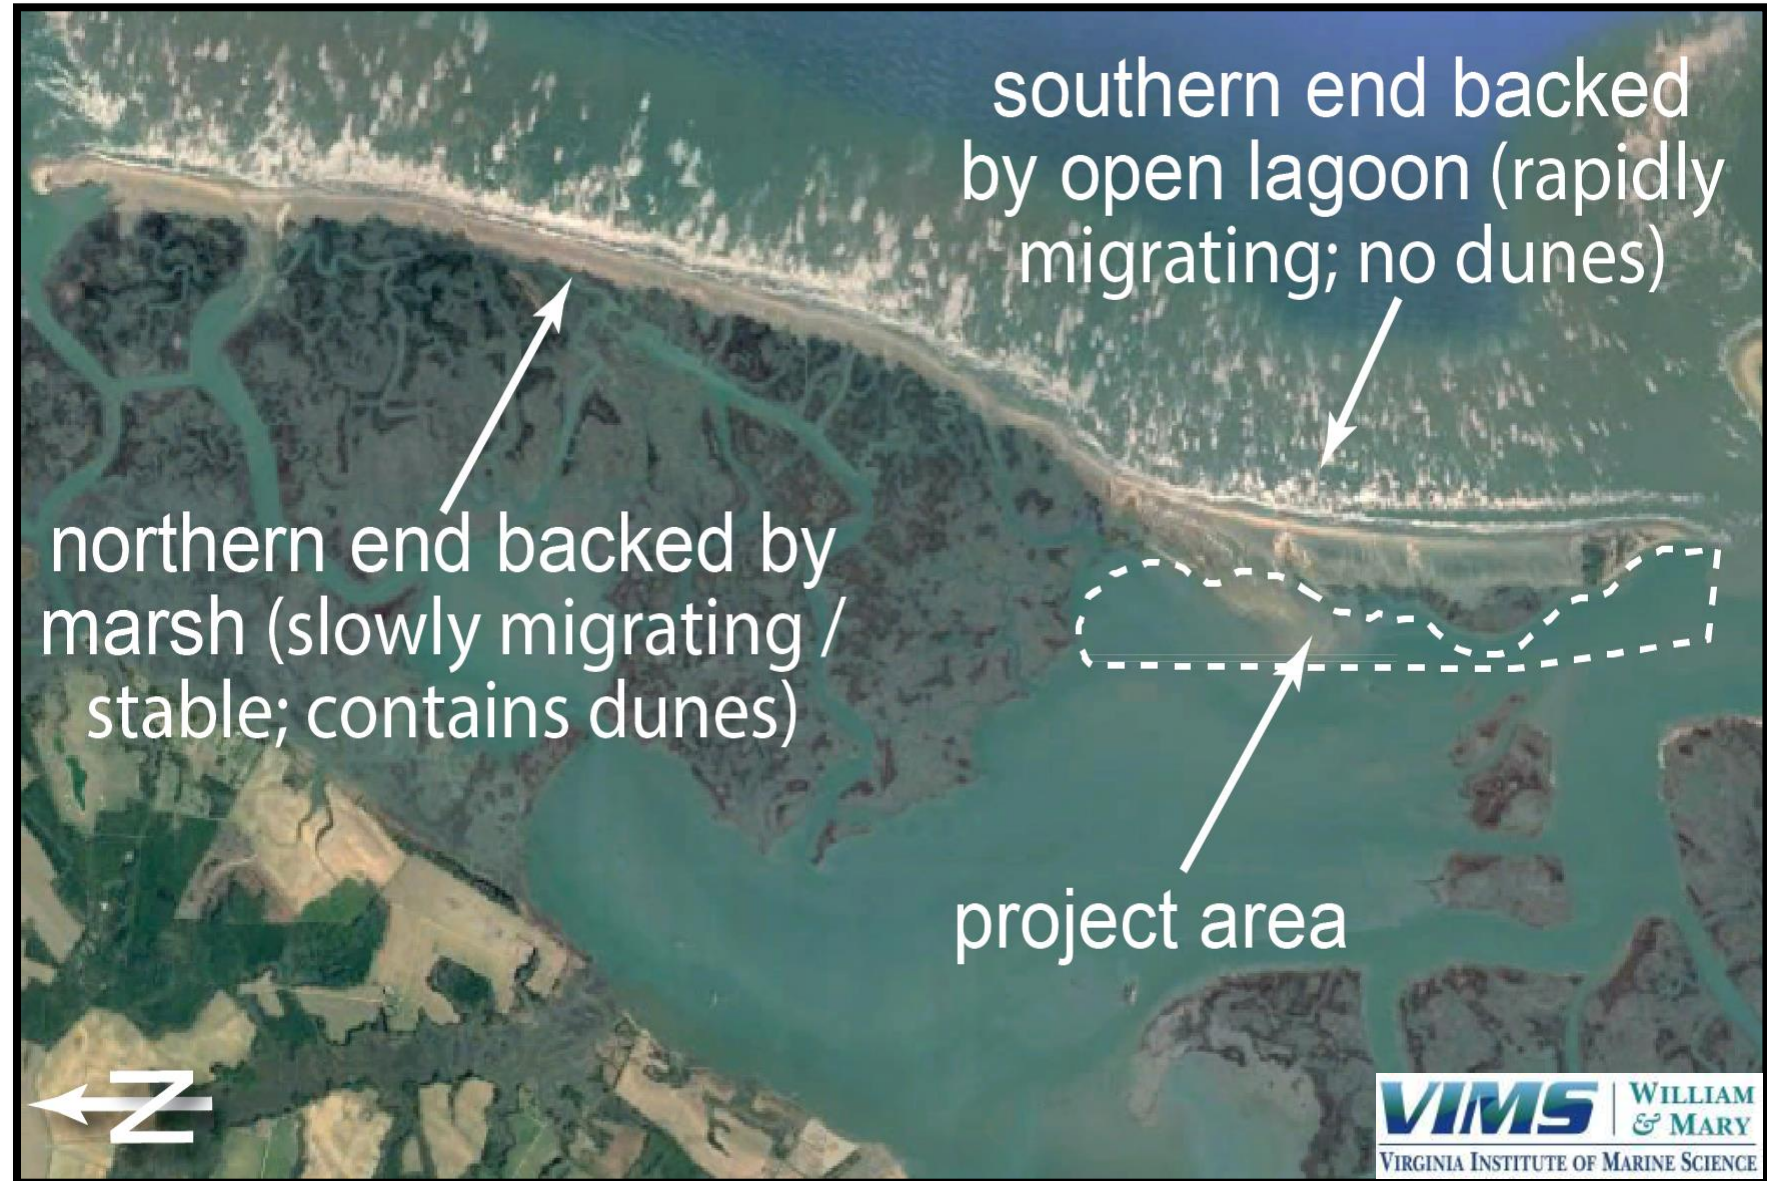 southern end backed
by open lagoon (rapidly
migrating; no dunes)
northern end backed by
marsh (slowly migrating /
stable; contains dunes)
project area
N
VIMS
WILLIAM
& MARY
VIRGINIA INSTITUTE OF MARINE SCIENCE